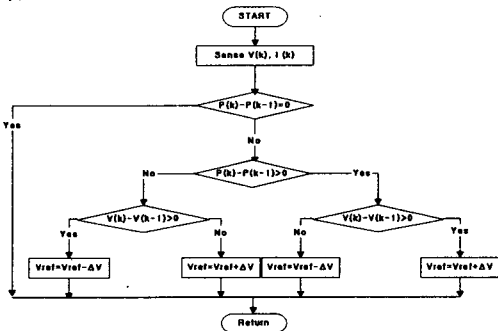 START
Sense V(k), I(k)
P(k)-P(k-1)=0
Yes
No
P(k)-P(k-1)>0
No
Yes
V(k)-V(k-1)>0
V(k)-V(k-1)>0
Yes
No
No
Yes
Vref=Vref-ΔV
Vref=Vref+ΔV
Vref=Vref-ΔV
Vref=Vref+ΔV
Return